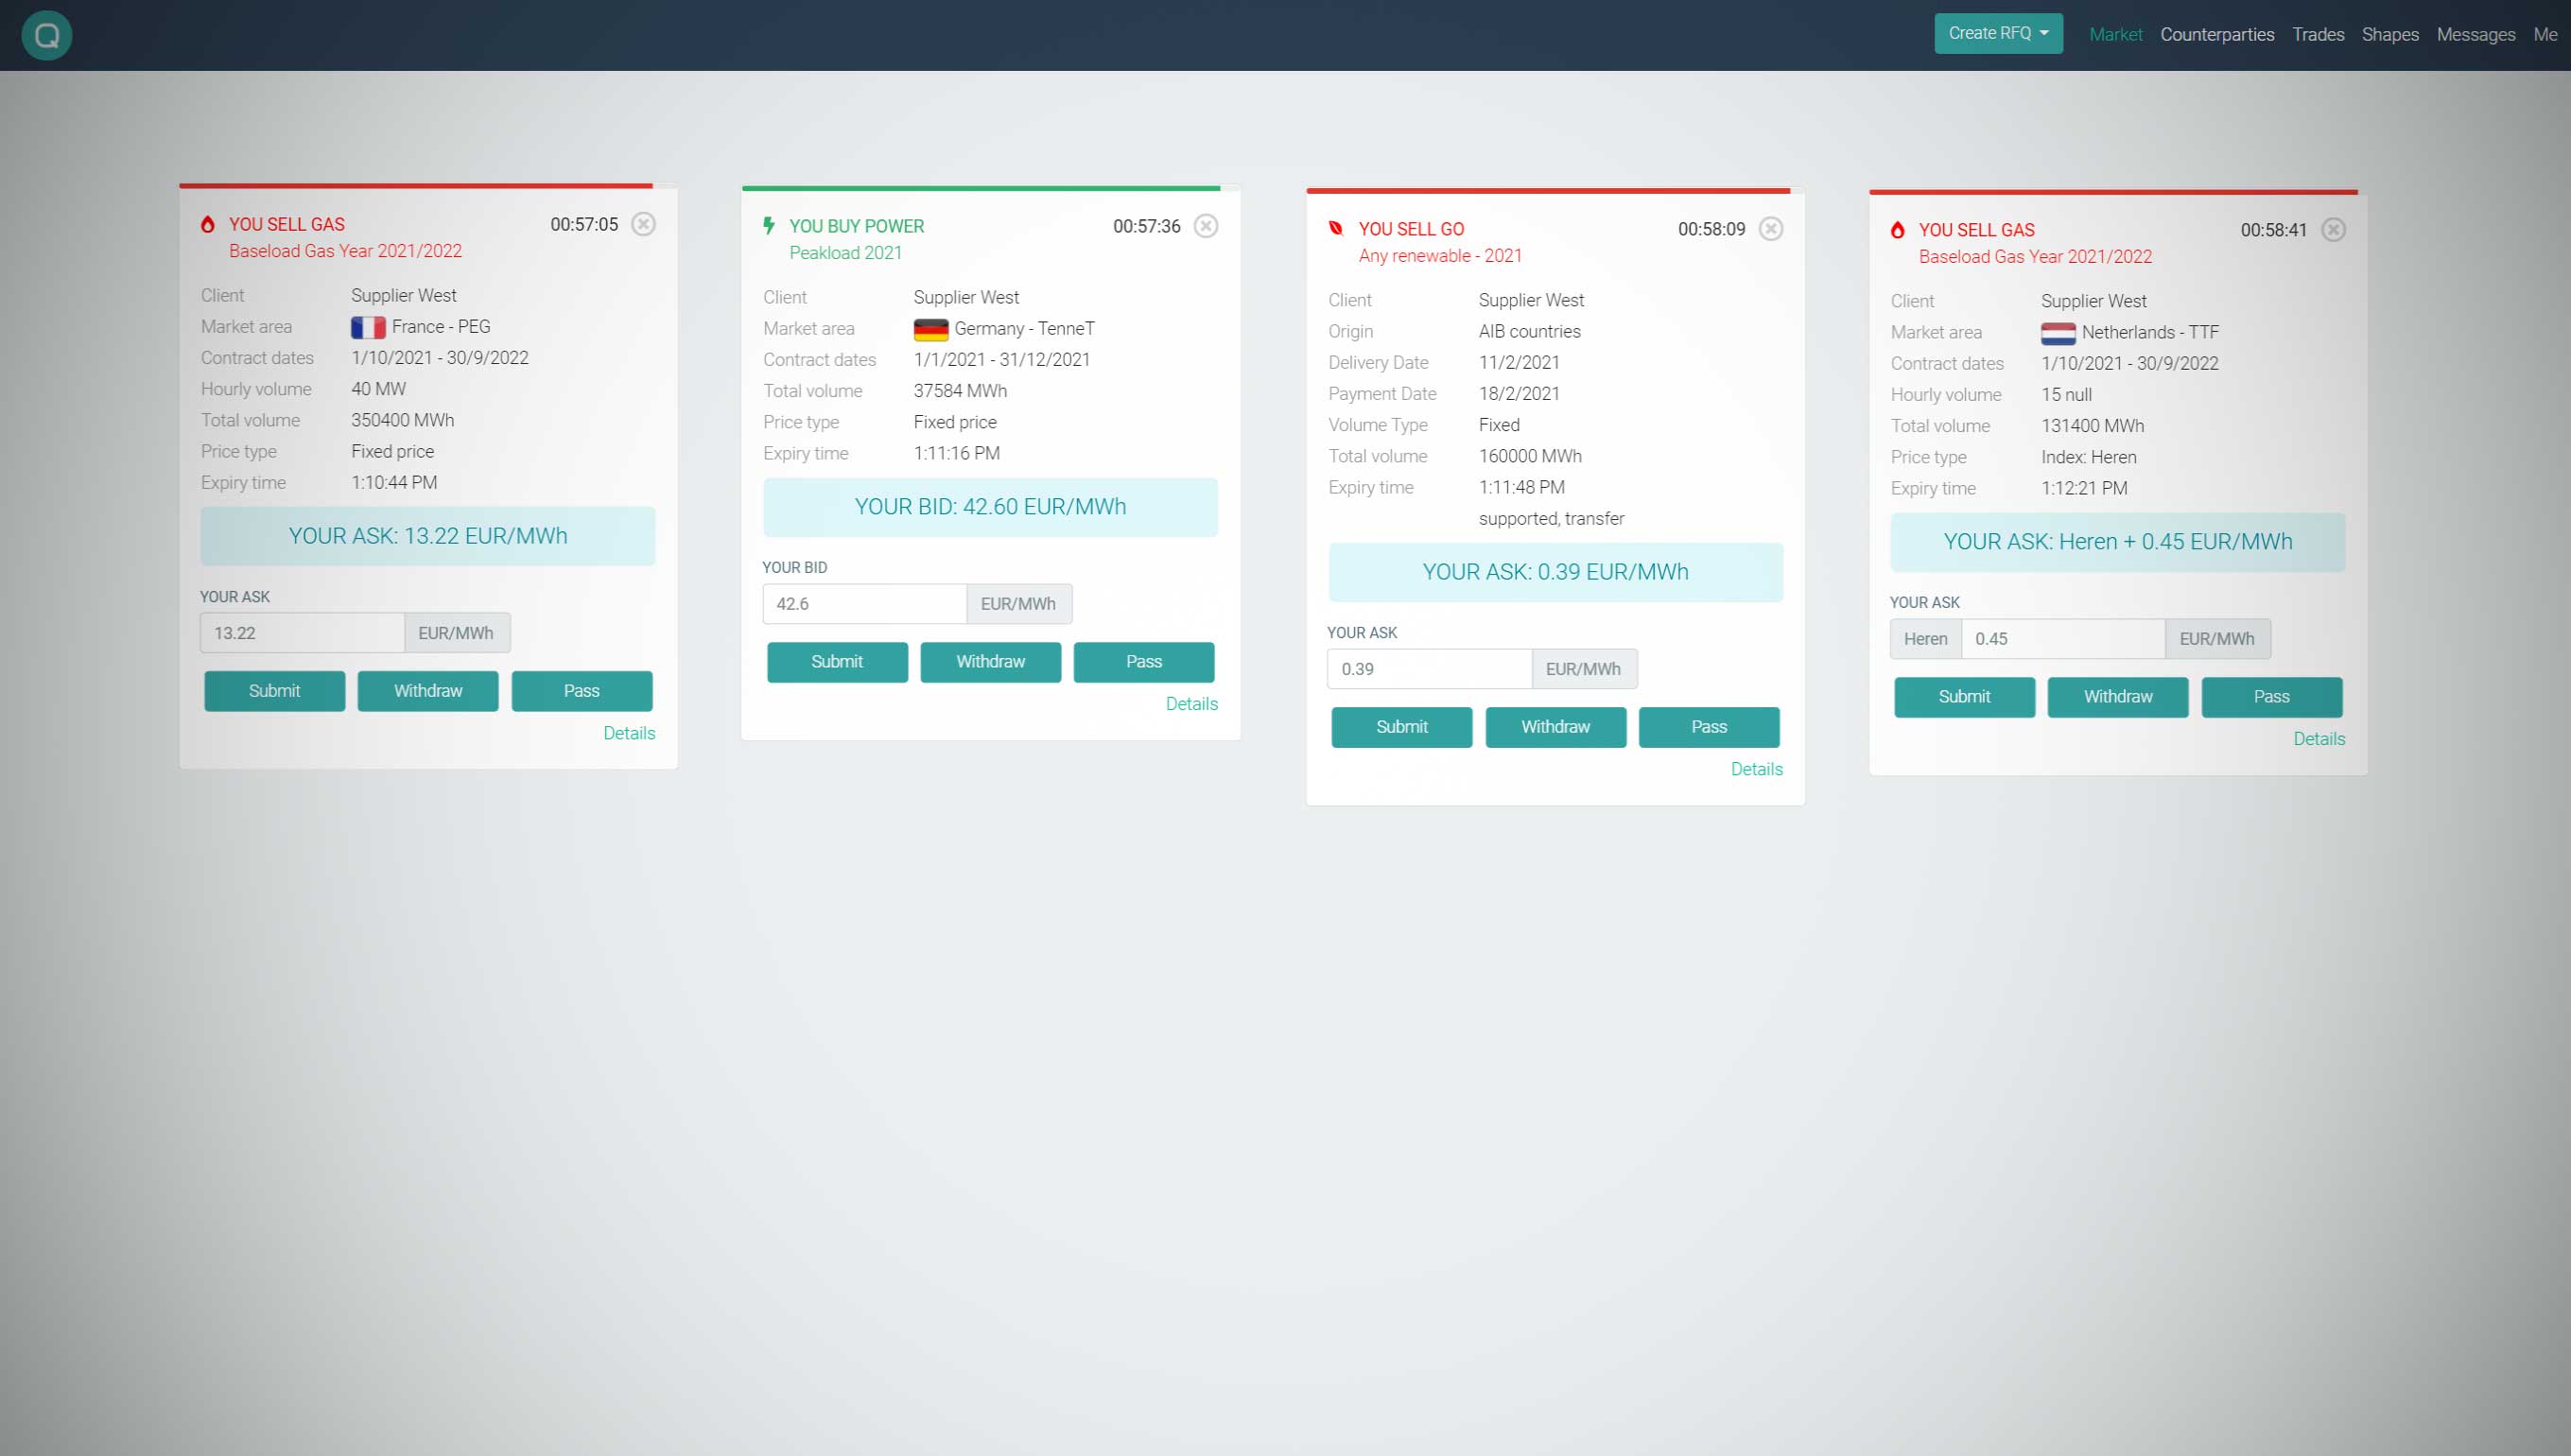 Q
Create RFQ Market Counterparties Trades Shapes Messages Me
YOU SELL GAS 00:57:05
Baseload Gas Year 2021/2022
Client Supplier West
Market area France - PEG
Contract dates 1/10/2021 - 30/9/2022
Hourly volume 40 MW
Total volume 350400 MWh
Price type Fixed price
Expiry time 1:10:44 PM
YOUR ASK: 13.22 EUR/MWh
YOUR ASK
13.22 EUR/MWh
Submit Withdraw Pass
Details
YOU BUY POWER 00:57:36
Peakload 2021
Client Supplier West
Market area Germany - TenneT
Contract dates 1/1/2021 - 31/12/2021
Total volume 37584 MWh
Price type Fixed price
Expiry time 1:11:16 PM
YOUR BID: 42.60 EUR/MWh
YOUR BID
42.6 EUR/MWh
Submit Withdraw Pass
Details
YOU SELL GO 00:58:09
Any renewable - 2021
Client Supplier West
Origin AIB countries
Delivery Date 11/2/2021
Payment Date 18/2/2021
Volume Type Fixed
Total volume 160000 MWh
Expiry time 1:11:48 PM
supported, transfer
YOUR ASK: 0.39 EUR/MWh
YOUR ASK
0.39 EUR/MWh
Submit Withdraw Pass
Details
YOU SELL GAS 00:58:41
Baseload Gas Year 2021/2022
Client Supplier West
Market area Netherlands - TTF
Contract dates 1/10/2021 - 30/9/2022
Hourly volume 15 null
Total volume 131400 MWh
Price type Index: Heren
Expiry time 1:12:21 PM
YOUR ASK: Heren + 0.45 EUR/MWh
YOUR ASK
Heren 0.45 EUR/MWh
Submit Withdraw Pass
Details